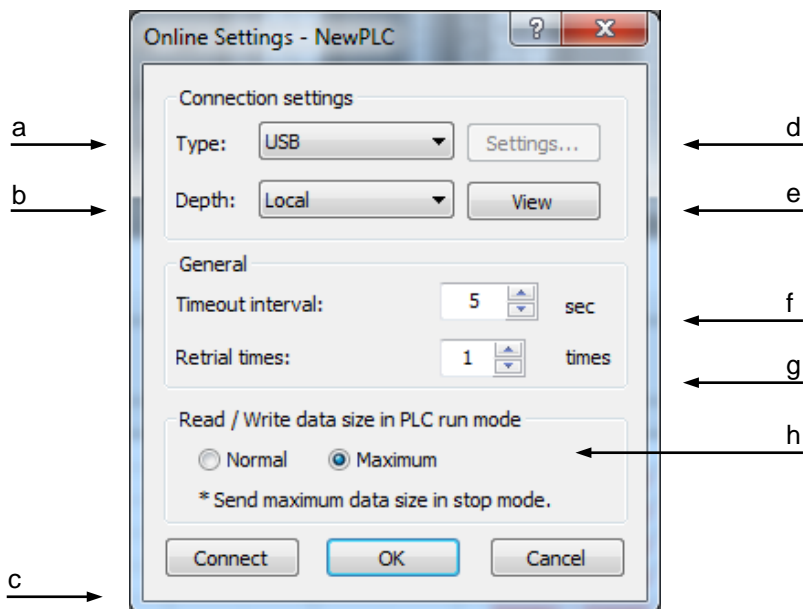 Online Settings - NewPLC
Connection settings
a
Type: USB Settings...
d
b
Depth: Local View
e
General
Timeout interval: 5 sec
f
Retrial times: 1 times
g
Read / Write data size in PLC run mode
h
Normal Maximum
* Send maximum data size in stop mode.
Connect OK Cancel
c